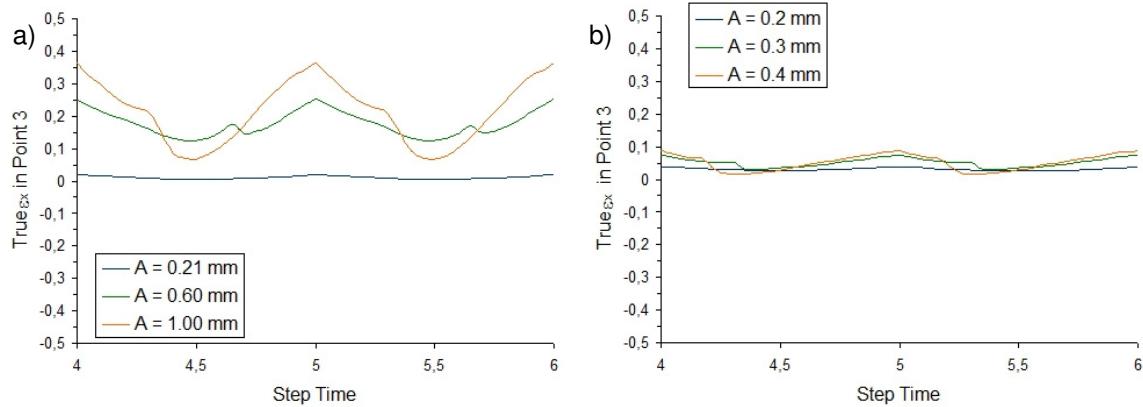 a)
0,5
0,4
0,3
0,2
0,1
0
-0,1
-0,2
-0,3
-0,4
-0,5
True εx in Point 3
A = 0.21 mm
A = 0.60 mm
A = 1.00 mm
4
4,5
5
5,5
6
Step Time
b)
0,5
0,4
0,3
0,2
0,1
0
-0,1
-0,2
-0,3
-0,4
-0,5
True εx in Point 3
A = 0.2 mm
A = 0.3 mm
A = 0.4 mm
4
4,5
5
5,5
6
Step Time